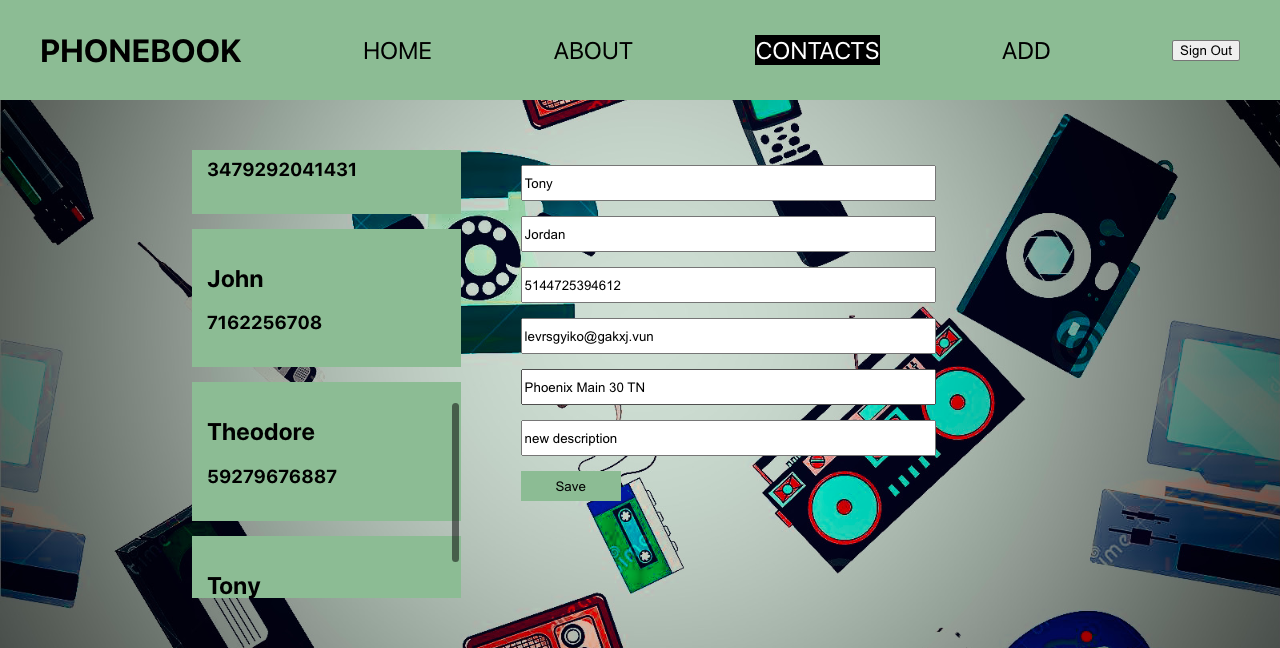 PHONEBOOK
HOME
ABOUT
CONTACTS
ADD
Sign Out
3479292041431
John
7162256708
Theodore
59279676887
Tony
Tony
Jordan
5144725394612
levrsgyiko@gakxj.vun
Phoenix Main 30 TN
new description
Save